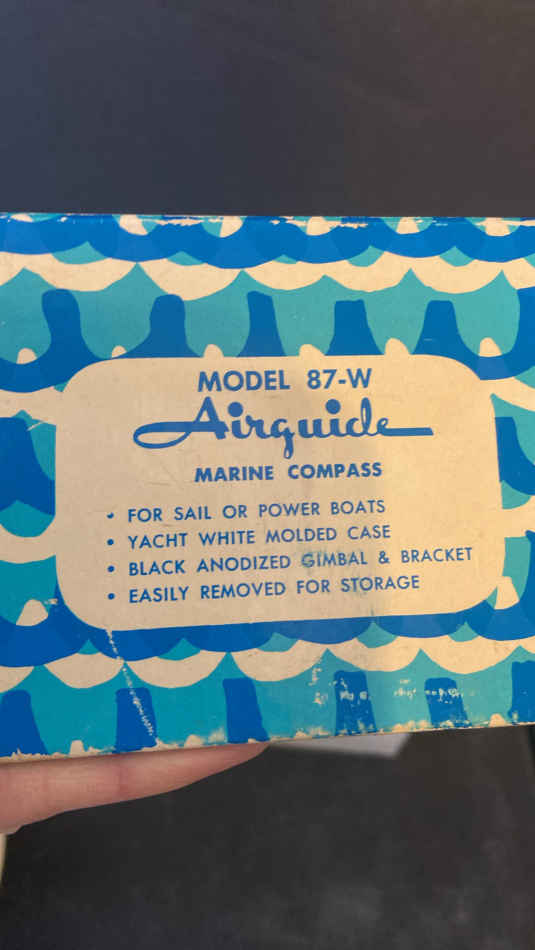 MODEL 87-W
Airguide
MARINE COMPASS
• FOR SAIL OR POWER BOATS
• YACHT WHITE MOLDED CASE
• BLACK ANODIZED GIMBAL & BRACKET
• EASILY REMOVED FOR STORAGE